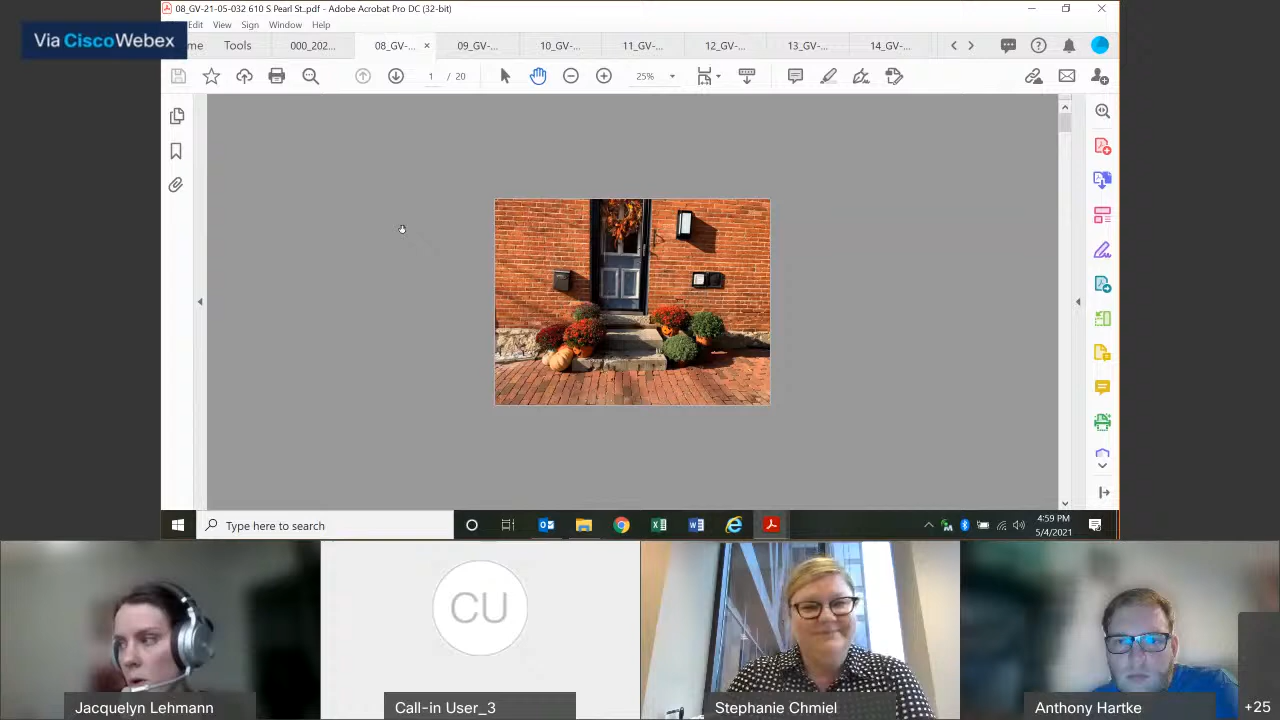 08_GV-21-05-032 610 S Pearl St..pdf - Adobe Acrobat Pro DC (32-bit)
Edit View Sign Window Help
Via Cisco Webex
me Tools 000_202... 08_GV-... × 09_GV-... 10_GV-... 11_GV-... 12_GV-... 13_GV-... 14_GV-...
1 / 20 25%
Type here to search
4:59 PM
5/4/2021
CU
Jacquelyn Lehmann
Call-in User_3
Stephanie Chmiel
Anthony Hartke
+25